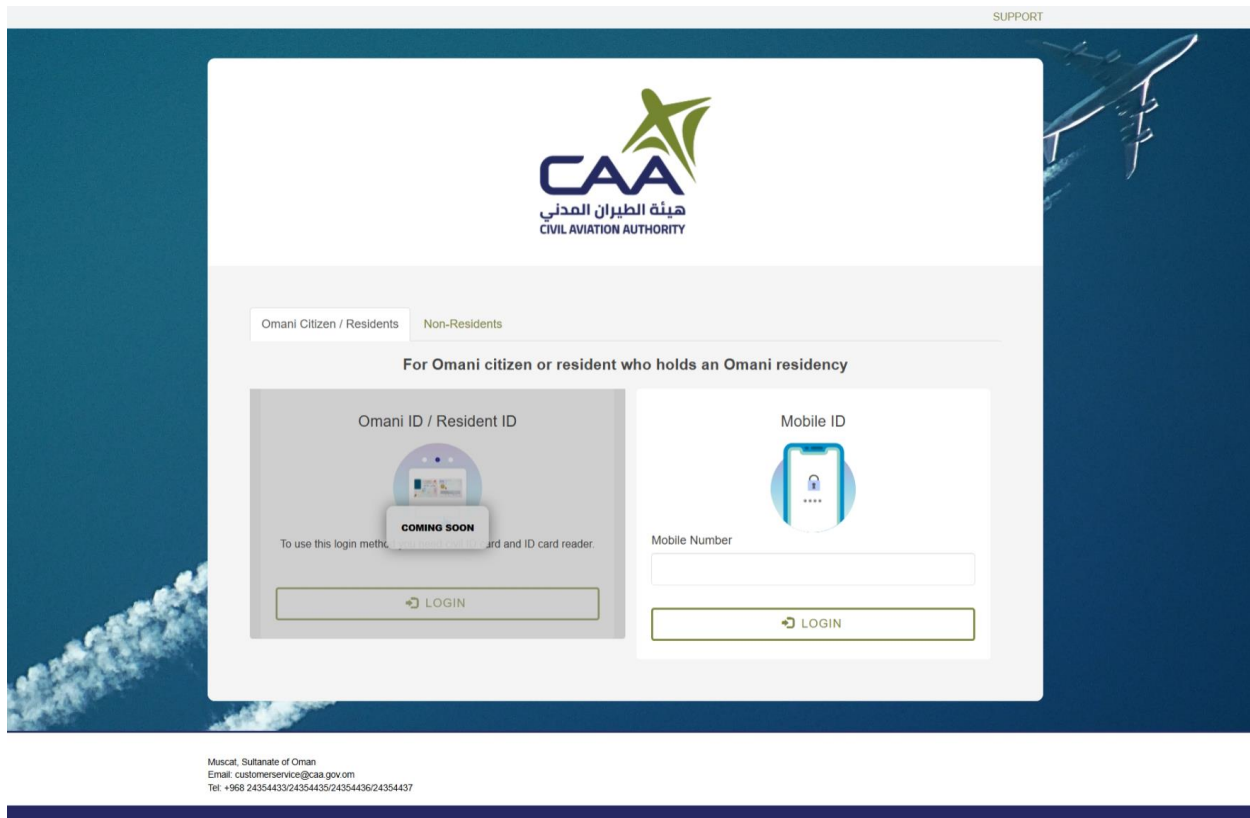 SUPPORT
CAA
هيئة الطيران المدني
CIVIL AVIATION AUTHORITY
Omani Citizen / Residents
Non-Residents
For Omani citizen or resident who holds an Omani residency
Omani ID / Resident ID
COMING SOON
To use this login metho card and ID card reader.
LOGIN
Mobile ID
Mobile Number
LOGIN
Muscat, Sultanate of Oman
Email: customerservice@caa.gov.om
Tel: +968 24354433/24354435/24354436/24354437